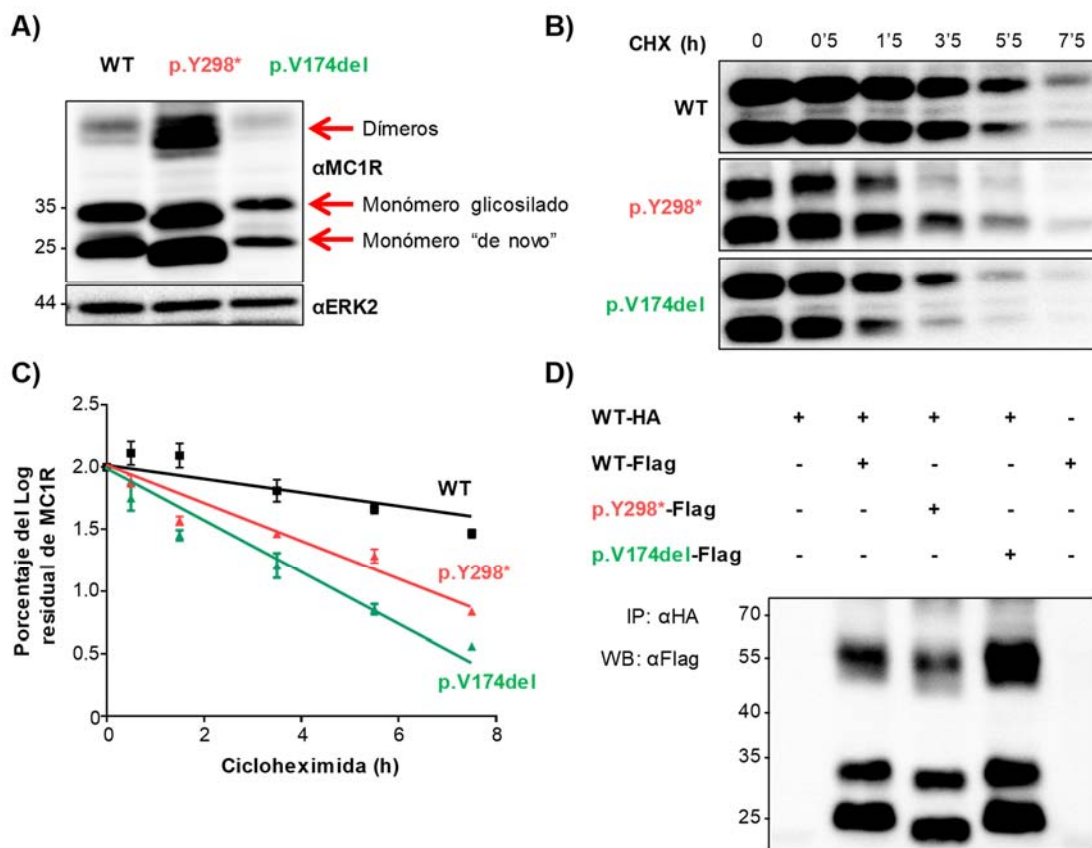 A)
WT p.Y298* p.V174del
Dímeros
αMC1R
35
Monómero glicosilado
25
Monómero “de novo”
44
αERK2
B)
CHX (h) 0 0'5 1'5 3'5 5'5 7'5
WT
p.Y298*
p.V174del
C)
Porcentaje del Log
residual de MC1R
2.5
2.0
1.5
1.0
0.5
0
0 2 4 6 8
WT
p.Y298*
p.V174del
Cicloheximida (h)
D)
WT-HA + + + + -
WT-Flag - + - - +
p.Y298*-Flag - - + - -
p.V174del-Flag - - - + -
IP: αHA
WB: αFlag
70
55
40
35
25